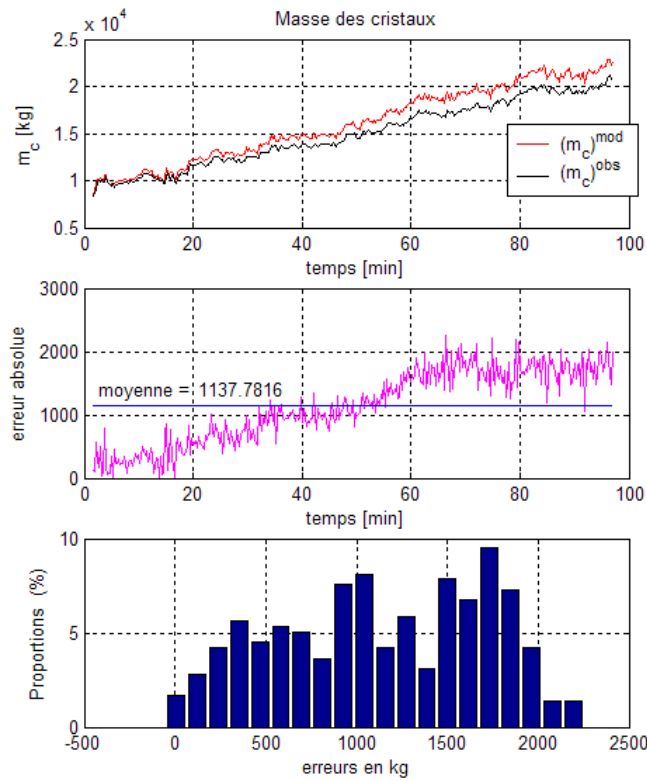 x 10^4
Masse des cristaux
2.5
2
1.5
1
0.5
m_c [kg]
(m_c)^mod
(m_c)^obs
0
20
40
60
80
100
temps [min]
3000
2000
1000
0
erreur absolue
moyenne = 1137.7816
0
20
40
60
80
100
temps [min]
10
5
0
Proportions (%)
-500
0
500
1000
1500
2000
2500
erreurs en kg